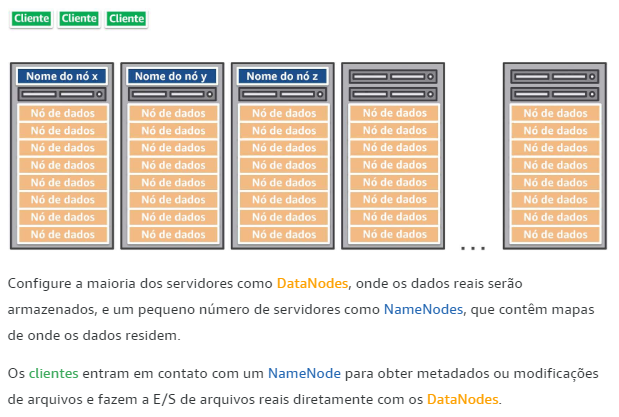 Cliente Cliente Cliente
Nome do nó x Nome do nó y Nome do nó z
Nó de dados Nó de dados Nó de dados Nó de dados Nó de dados
Nó de dados Nó de dados Nó de dados Nó de dados Nó de dados
Nó de dados Nó de dados Nó de dados Nó de dados Nó de dados
Nó de dados Nó de dados Nó de dados Nó de dados Nó de dados
Nó de dados Nó de dados Nó de dados Nó de dados Nó de dados
Nó de dados Nó de dados Nó de dados Nó de dados Nó de dados
Nó de dados Nó de dados Nó de dados Nó de dados Nó de dados
Nó de dados Nó de dados Nó de dados Nó de dados Nó de dados
...
Configure a maioria dos servidores como DataNodes, onde os dados reais serão
armazenados, e um pequeno número de servidores como NameNodes, que contêm mapas
de onde os dados residem.
Os clientes entram em contato com um NameNode para obter metadados ou modificações
de arquivos e fazem a E/S de arquivos reais diretamente com os DataNodes.